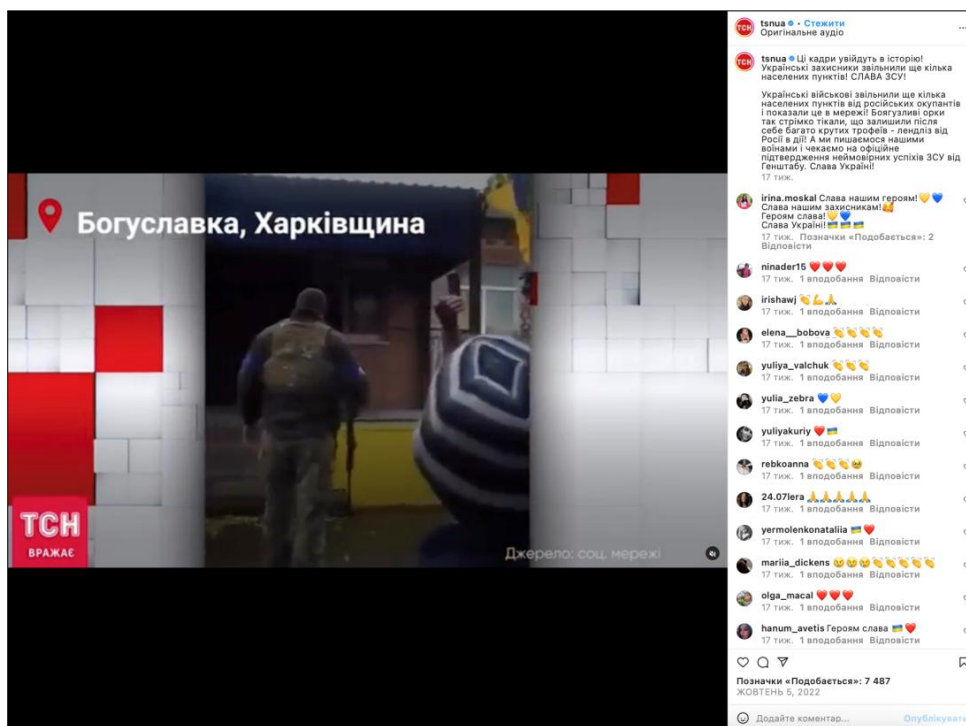 Богуславка, Харківщина
ТСН
ВРАЖАЄ
Джерело: соц. мережі
ТСН
tsnua • Стежити
Оригінальне аудіо
ТСН
tsnua Ці кадри увійдуть в історію!
Українські захисники звільнили ще кілька
населених пунктів! СЛАВА ЗСУ!
Українські військові звільнили ще кілька
населених пунктів від російських окупантів
і показали це в мережі! Боягузливі орки
так стрімко тікали, що залишили після
себе багато крутих трофеїв - лендліз від
Росії в дії! А ми пишаємося нашими
воїнами і чекаємо на офіційне
підтвердження неймовірних успіхів ЗСУ від
Генштабу. Слава Україні!
17 тиж.
irina.moskal Слава нашим героям!💛💙
Слава нашим захисникам!🥰
Героям слава!💛💙
Слава Україні!🇺🇦🇺🇦🇺🇦
17 тиж. Позначки «Подобається»: 2
Відповісти
ninader15 ❤️❤️❤️
17 тиж. 1 вподобання Відповісти
irishawj 👏💪🙏
17 тиж. 1 вподобання Відповісти
elena__bobova 👏👏👏👏
17 тиж. 1 вподобання Відповісти
yuliya_valchuk 👏👏👏
17 тиж. 1 вподобання Відповісти
yulia_zebra 💙💛
17 тиж. 1 вподобання Відповісти
yuliyakuriy ❤️🇺🇦
17 тиж. 1 вподобання Відповісти
rebkoanna 👏👏👏🥹
17 тиж. 1 вподобання Відповісти
24.07lera 🙏🙏🙏🙏🙏
17 тиж. 1 вподобання Відповісти
yermolenkonataliia 🇺🇦❤️
17 тиж. 1 вподобання Відповісти
mariia_dickens 😢😢😢👏👏👏👏👏
17 тиж. 1 вподобання Відповісти
olga_macal ❤️❤️❤️
17 тиж. 1 вподобання Відповісти
hanum_avetis Героям слава 🇺🇦❤️
17 тиж. 1 вподобання Відповісти
Позначки «Подобається»: 7 487
ЖОВТЕНЬ 5, 2022
Додайте коментар... Опублікувати